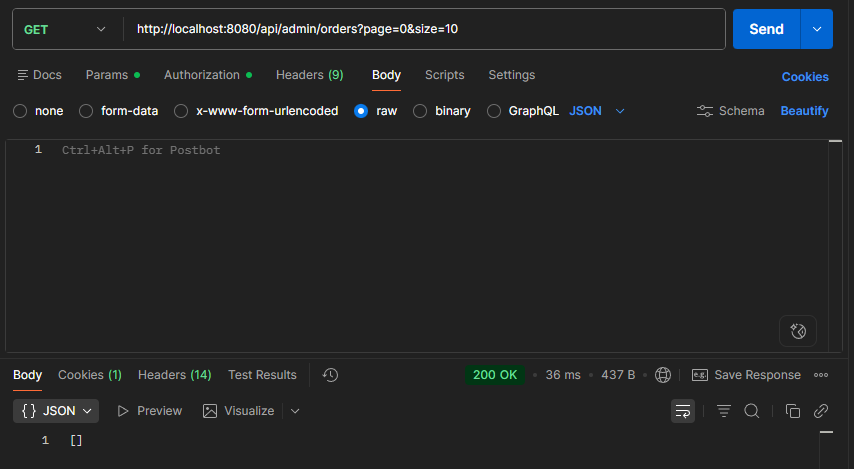 GET http://localhost:8080/api/admin/orders?page=0&size=10 Send
Docs Params Authorization Headers (9) Body Scripts Settings Cookies
none form-data x-www-form-urlencoded raw binary GraphQL JSON Schema Beautify
1 Ctrl+Alt+P for Postbot
Body Cookies (1) Headers (14) Test Results 200 OK • 36 ms • 437 B • e.g. Save Response
{} JSON Preview Visualize
1 []